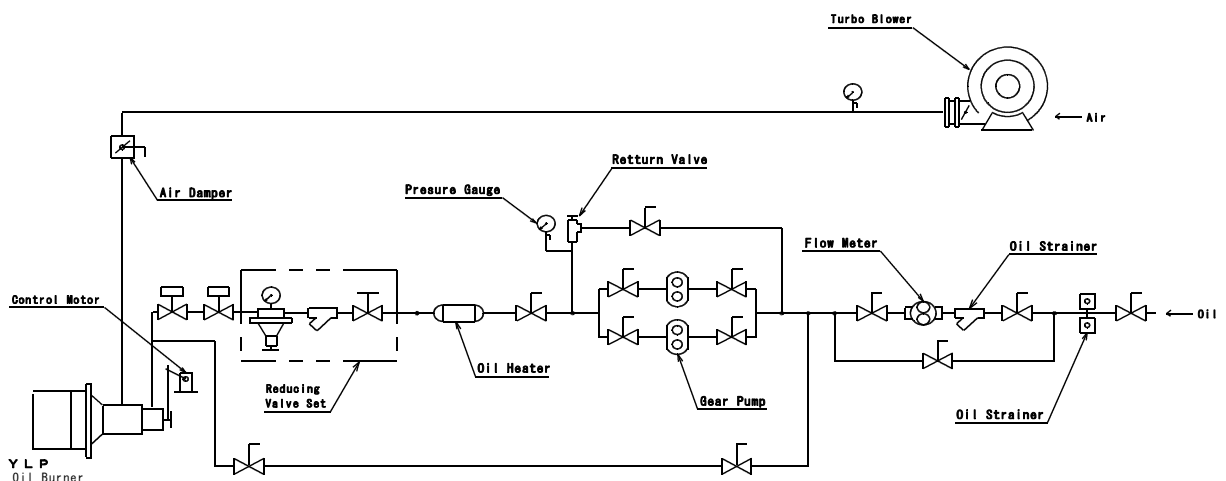 Turbo Blower
Air
Retturn Valve
Presure Gauge
Air Damper
Flow Meter
Oil Strainer
Control Motor
Oil
Oil Heater
Reducing
Valve Set
Gear Pump
Oil Strainer
YLP
Oil Burner